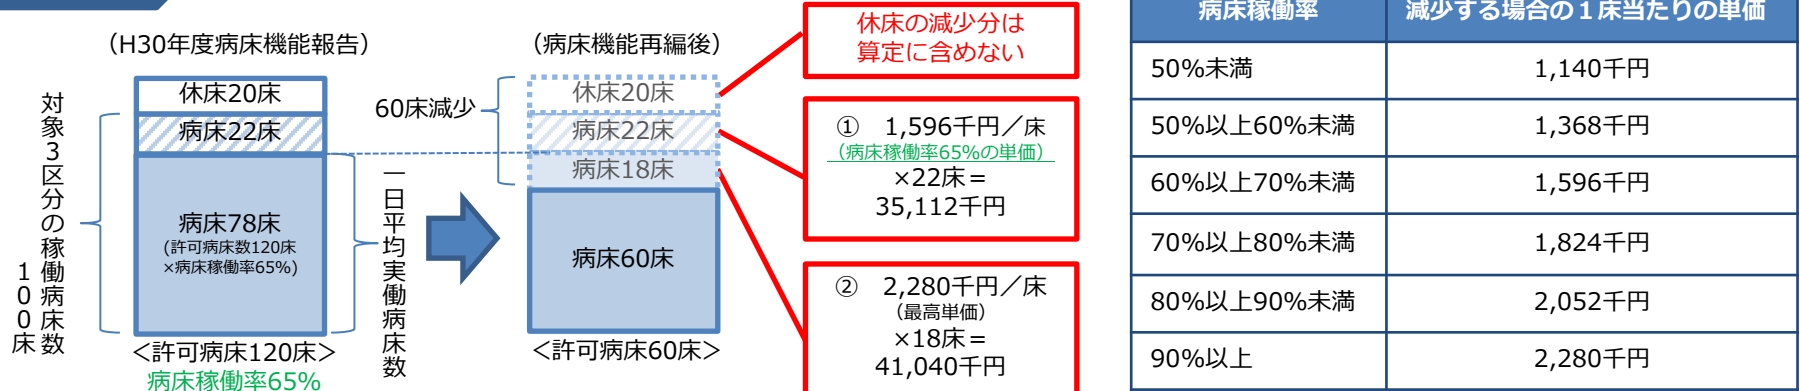 （H30年度病床機能報告）
休床20床
病床22床
病床78床
(許可病床数120床
×病床稼働率65%)
＜許可病床120床＞
病床稼働率65%
対象３区分の稼働病床数
１００床
一日平均実働病床数
（病床機能再編後）
60床減少
休床20床
病床22床
病床18床
病床60床
＜許可病床60床＞
休床の減少分は
算定に含めない
①　1,596千円／床
（病床稼働率65%の単価）
×22床＝
35,112千円
②　2,280千円／床
（最高単価）
×18床＝
41,040千円
病床稼働率	減少する場合の１床当たりの単価
50%未満	1,140千円
50%以上60%未満	1,368千円
60%以上70%未満	1,596千円
70%以上80%未満	1,824千円
80%以上90%未満	2,052千円
90%以上	2,280千円